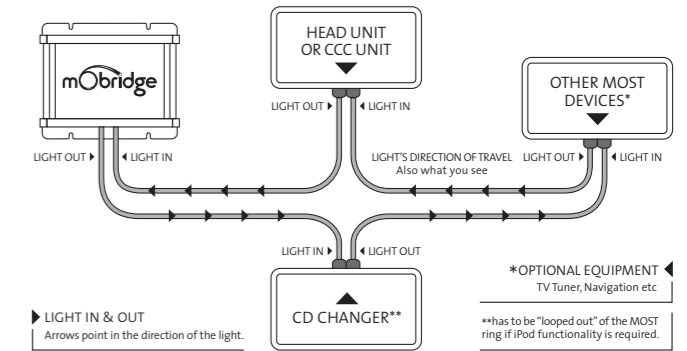 mObridge
HEAD UNIT
OR CCC UNIT
OTHER MOST
DEVICES*
LIGHT OUT
LIGHT IN
LIGHT OUT
LIGHT IN
LIGHT'S DIRECTION OF TRAVEL
Also what you see
LIGHT OUT
LIGHT IN
LIGHT IN
LIGHT OUT
CD CHANGER**
*OPTIONAL EQUIPMENT
TV Tuner, Navigation etc
LIGHT IN & OUT
Arrows point in the direction of the light.
**has to be "looped out" of the MOST
ring if iPod functionality is required.